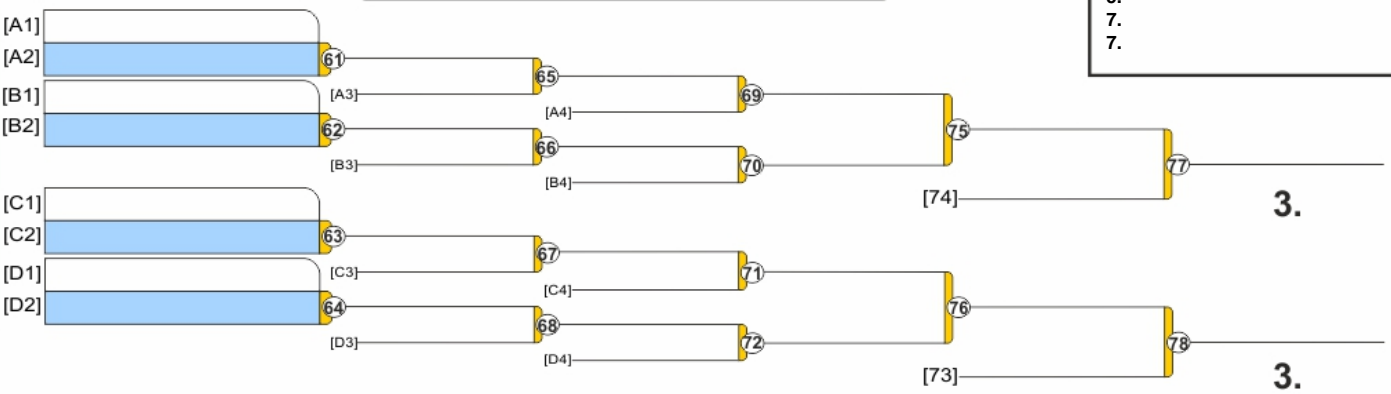 7.
7.
[A1]
[A2] 61
[A3] 65
[A4] 69
[B1]
[B2] 62
[B3] 66
[B4] 70
75
[74] 77
3.
[C1]
[C2] 63
[C3] 67
[C4] 71
[D1]
[D2] 64
[D3] 68
[D4] 72
76
[73] 78
3.